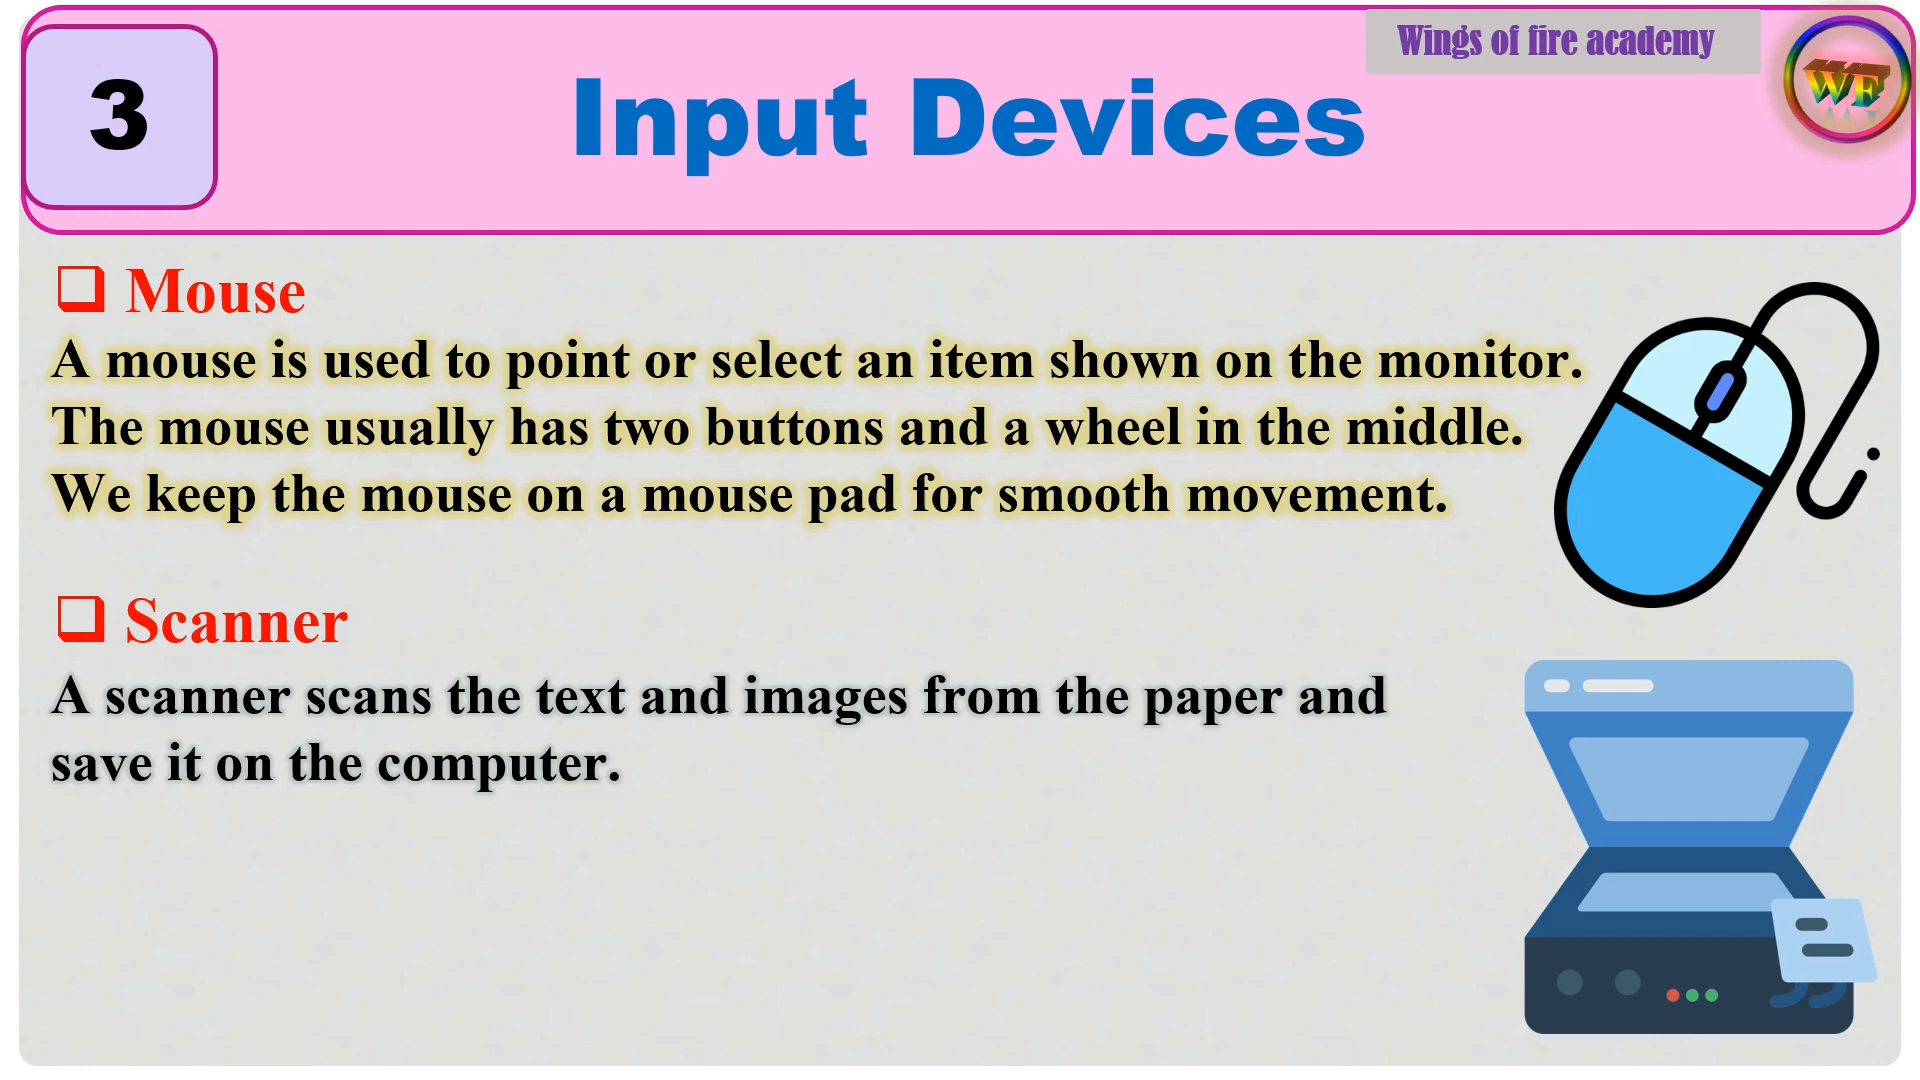 Wings of fire academy
WF
3
Input Devices
❑ Mouse
A mouse is used to point or select an item shown on the monitor.
The mouse usually has two buttons and a wheel in the middle.
We keep the mouse on a mouse pad for smooth movement.
❑ Scanner
A scanner scans the text and images from the paper and
save it on the computer.